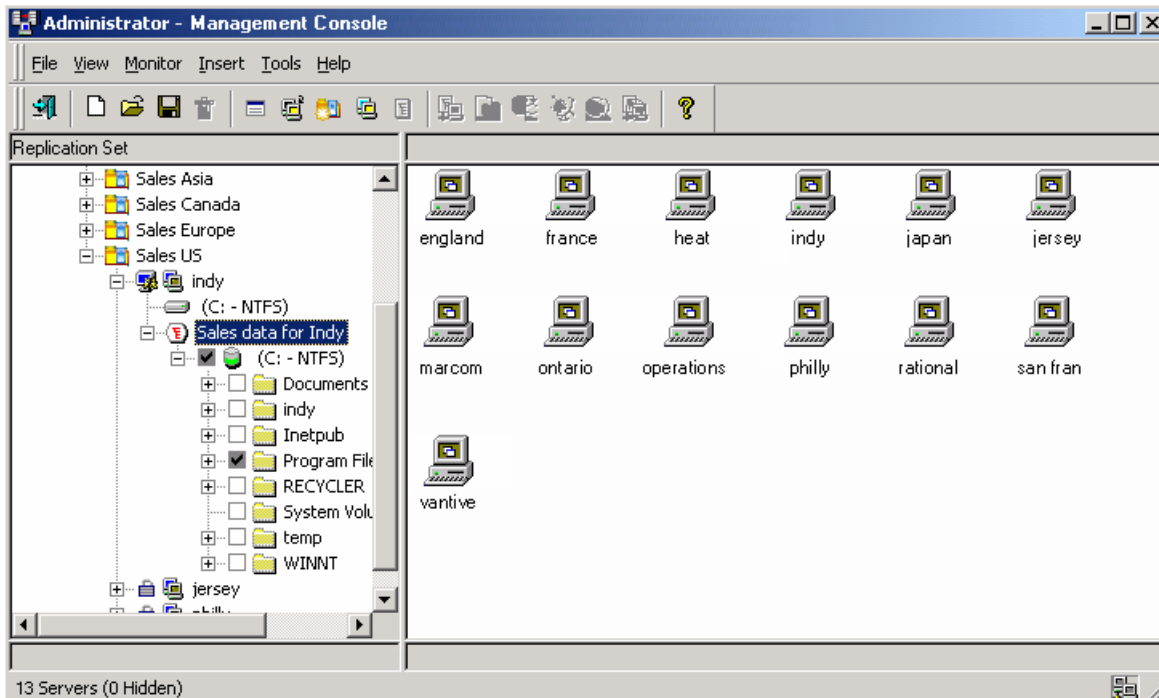 Administrator - Management Console
File View Monitor Insert Tools Help
Replication Set
Sales Asia
Sales Canada
Sales Europe
Sales US
indy
(C: - NTFS)
Sales data for Indy
(C: - NTFS)
Documents
indy
Inetpub
Program File
RECYCLER
System Volu
temp
WINNT
jersey
england france heat indy japan jersey
marcom ontario operations philly rational san fran
vantive
13 Servers (0 Hidden)